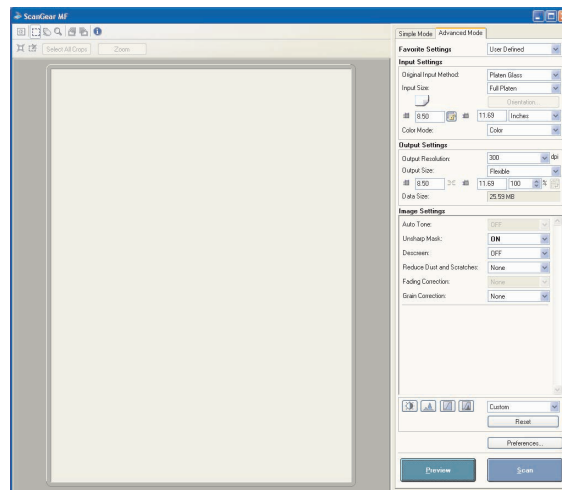 ScanGear MF
Simple Mode Advanced Mode
Select All Crops Zoom
Favorite Settings User Defined
Input Settings
Original Input Method: Platen Glass
Input Size: Full Platen
Orientation...
8.50 11.69 Inches
Color Mode: Color
Output Settings
Output Resolution: 300 dpi
Output Size: Flexible
8.50 11.69 100 %
Data Size: 25.59 MB
Image Settings
Auto Tone: OFF
Unsharp Mask: ON
Descreen: OFF
Reduce Dust and Scratches: None
Fading Correction: None
Grain Correction: None
Custom
Reset
Preferences...
Preview Scan